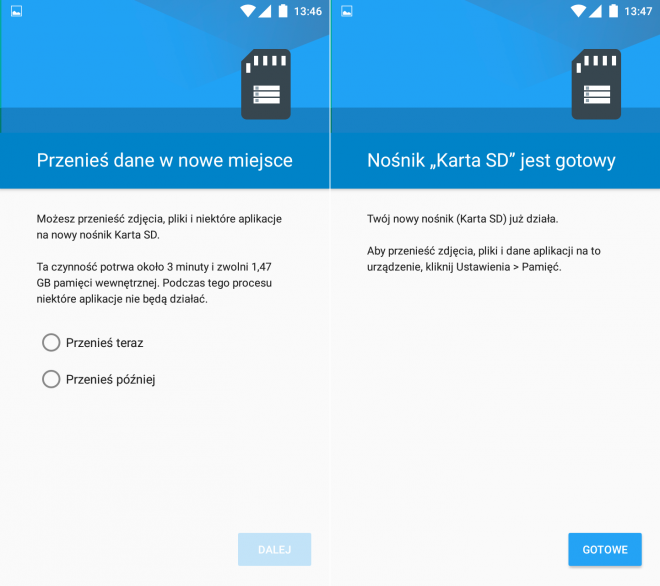 13:46
Przenieś dane w nowe miejsce
Możesz przenieść zdjęcia, pliki i niektóre aplikacje
na nowy nośnik Karta SD.
Ta czynność potrwa około 3 minuty i zwolni 1,47
GB pamięci wewnętrznej. Podczas tego procesu
niektóre aplikacje nie będą działać.
Przenieś teraz
Przenieś później
DALEJ
13:47
Nośnik „Karta SD” jest gotowy
Twój nowy nośnik (Karta SD) już działa.
Aby przenieść zdjęcia, pliki i dane aplikacji na to
urządzenie, kliknij Ustawienia > Pamięć.
GOTOWE